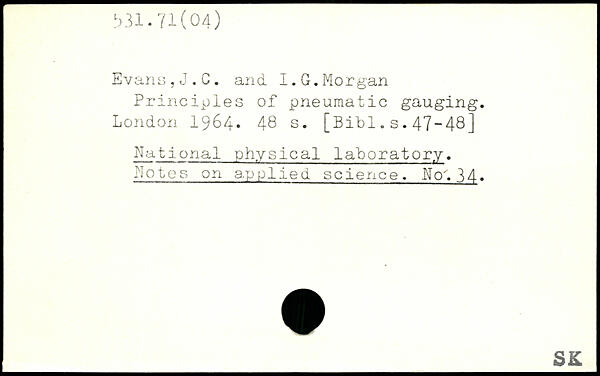 531.71(04)
Evans,J.C. and I.G.Morgan
Principles of pneumatic gauging.
London 1964. 48 s. [Bibl.s.47-48]
National physical laboratory.
Notes on applied science. No.34.
SK